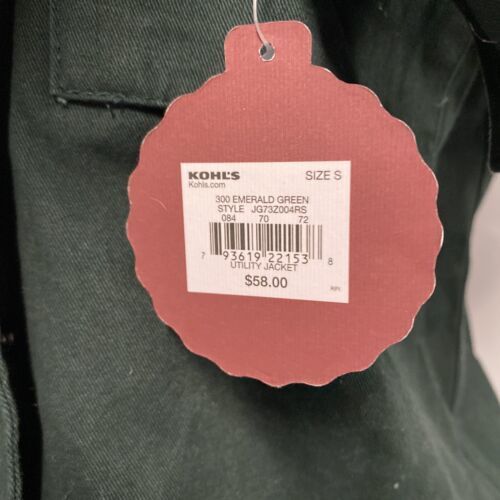 KOHL'S SIZE S
Kohls.com
300 EMERALD GREEN
STYLE JG73Z004RS
084 70 72
7 93619 22153 8
UTILITY JACKET
$58.00
RPI